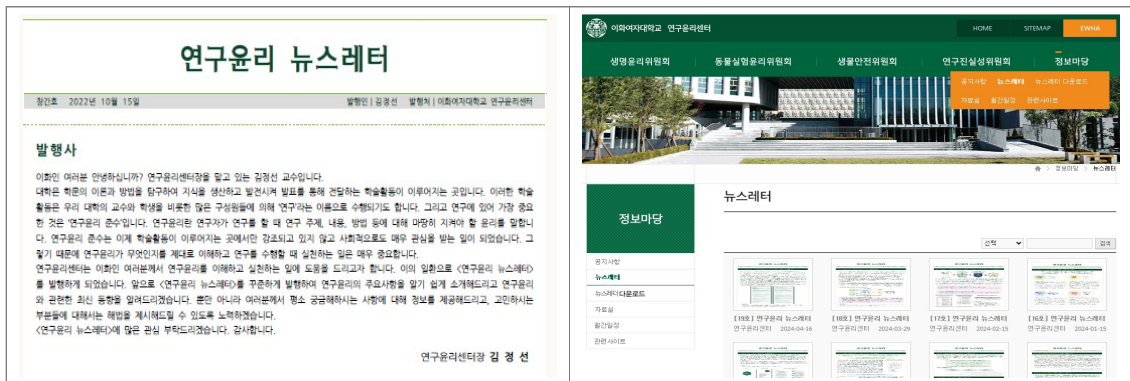 연구윤리 뉴스레터
창간호 2022년 10월 15일 발행인 | 김경선 발행처 | 이화여자대학교 연구윤리센터
발행사
이화인 여러분 안녕하십니까? 연구윤리센터장을 맡고 있는 김정선 교수입니다.
대학은 학문의 이론과 방법을 탐구하여 지식을 생산하고 발전시켜 발표를 통해 전달하는 학술활동이 이루어지는 곳입니다. 이러한 학술
활동은 우리 대학의 교수와 학생을 비롯한 많은 구성원들에 의해 '연구'라는 이름으로 수행되기도 합니다. 그리고 연구에 있어 가장 중요
한 것은 '연구윤리 준수'입니다. 연구윤리란 연구자가 연구를 할 때 연구 주제, 내용, 방법 등에 대해 마땅히 지켜야 할 윤리를 말합니
다. 연구윤리 준수는 이제 학술활동이 이루어지는 곳에서만 강조되고 있지 않고 사회적으로도 매우 관심을 받는 일이 되었습니다. 그
렇기 때문에 연구윤리가 무엇인지를 제대로 이해하고 연구를 수행할 때 실천하는 일은 매우 중요합니다.
연구윤리센터는 이화인 여러분께서 연구윤리를 이해하고 실천하는 일에 도움을 드리고자 합니다. 이의 일환으로 <연구윤리 뉴스레터>
를 발행하게 되었습니다. 앞으로 <연구윤리 뉴스레터>를 꾸준하게 발행하여 연구윤리의 주요사항을 알기 쉽게 소개해드리고 연구윤리
와 관련한 최신 동향을 알려드리겠습니다. 뿐만 아니라 여러분께서 평소 궁금해하시는 사항에 대해 정보를 제공해드리고, 고민하시는
부분들에 대해서는 해법을 제시해드릴 수 있도록 노력하겠습니다.
<연구윤리 뉴스레터>에 많은 관심 부탁드리겠습니다. 감사합니다.
연구윤리센터장 김 정 선
이화여자대학교 연구윤리센터
HOME SITEMAP EWHA
생명윤리위원회 동물실험윤리위원회 생물안전위원회 연구진실성위원회 정보마당
공지사항 뉴스레터 뉴스레터 다운로드
자료실 월간일정 관련사이트
> 정보마당 > 뉴스레터
정보마당
뉴스레터
선택 검색
공지사항
뉴스레터
뉴스레터 다운로드
자료실
월간일정
관련사이트
[19호] 연구윤리 뉴스레터 [18호] 연구윤리 뉴스레터 [17호] 연구윤리 뉴스레터 [16호] 연구윤리 뉴스레터
연구윤리센터 2024-04-16 연구윤리센터 2024-03-29 연구윤리센터 2024-02-15 연구윤리센터 2024-01-15